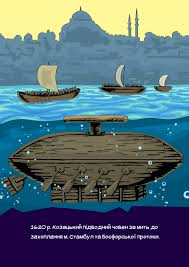 1620 р. Козацький підводний човен за мить до
захоплення м. Стамбул та Босфорської протоки.